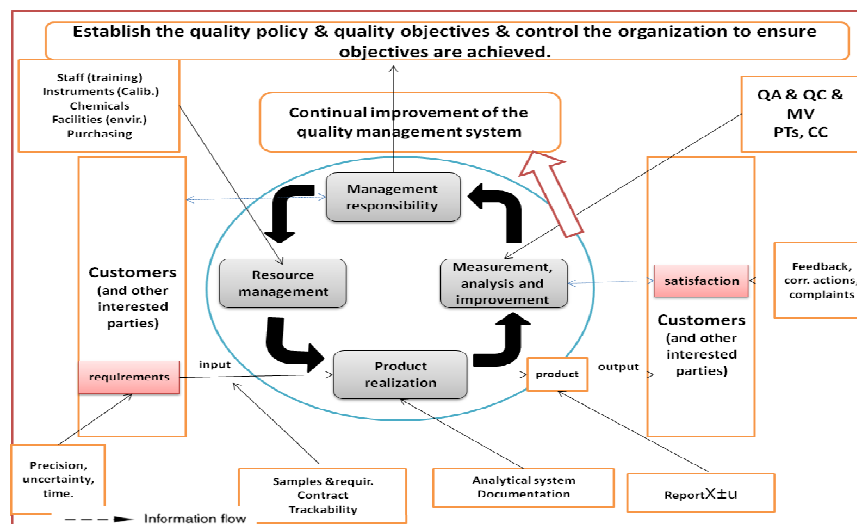 Establish the quality policy & quality objectives & control the organization to ensure
objectives are achieved.
Staff (training)
Instruments (Calib.)
Chemicals
Facilities (envir.)
Purchasing
Continual improvement of the
quality management system
QA & QC &
MV
PTs, CC
Management
responsibility
Customers
(and other
interested
parties)
Resource
management
Measurement,
analysis and
improvement
satisfaction
Feedback,
corr. actions,
complaints
Customers
(and other
interested
parties)
requirements
input
Product
realization
product
output
Precision,
uncertainty,
time.
Samples &requir.
Contract
Trackability
Analytical system
Documentation
Report X±u
Information flow